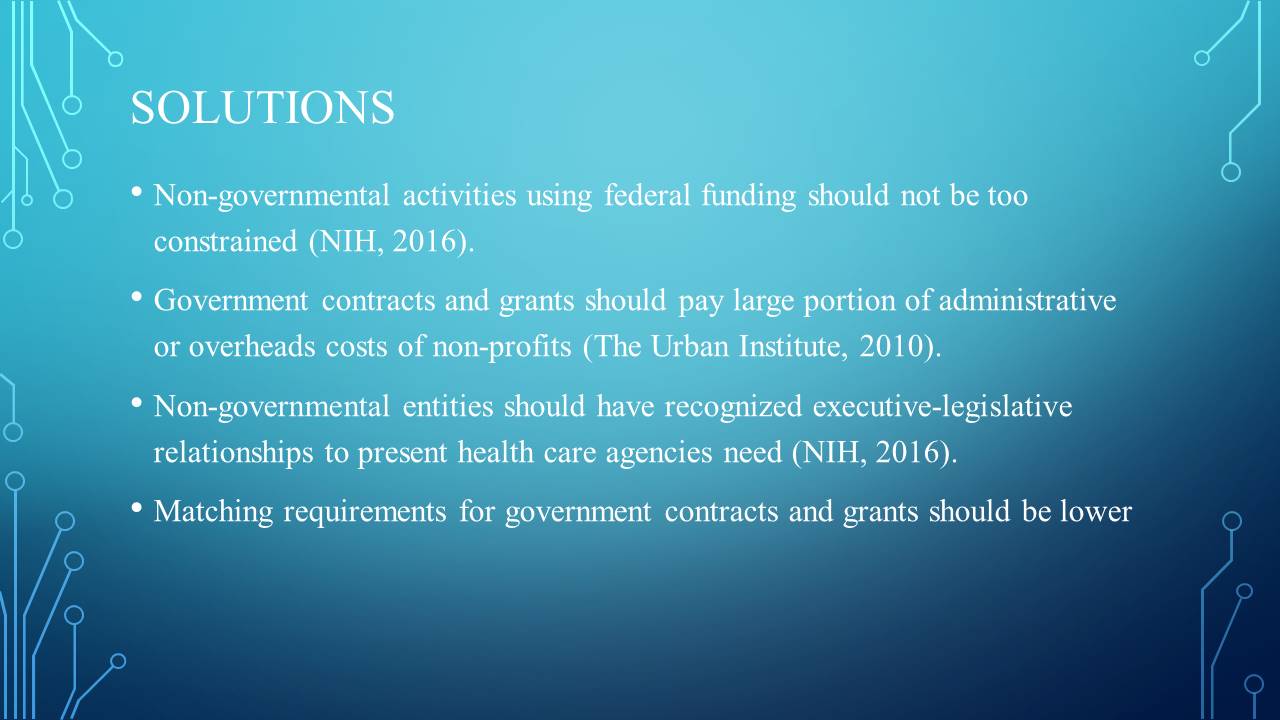 SOLUTIONS
• Non-governmental activities using federal funding should not be too
constrained (NIH, 2016).
• Government contracts and grants should pay large portion of administrative
or overheads costs of non-profits (The Urban Institute, 2010).
• Non-governmental entities should have recognized executive-legislative
relationships to present health care agencies need (NIH, 2016).
• Matching requirements for government contracts and grants should be lower